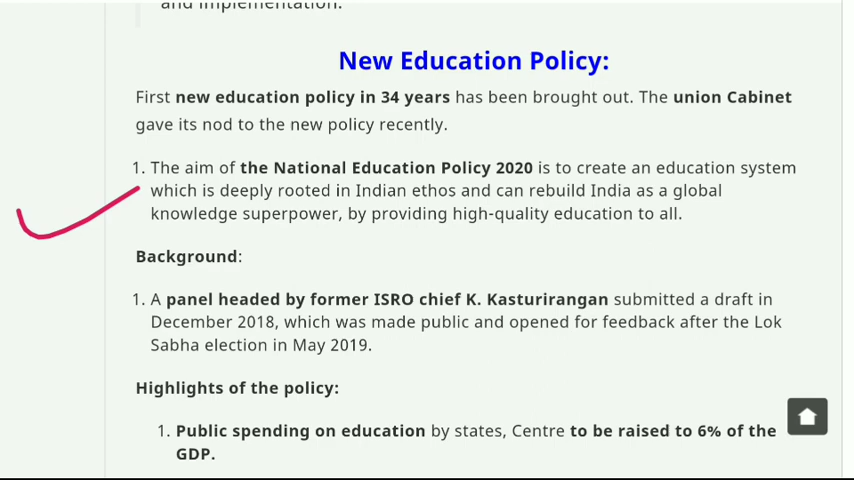 and implementation.
New Education Policy:
First new education policy in 34 years has been brought out. The union Cabinet
gave its nod to the new policy recently.
1. The aim of the National Education Policy 2020 is to create an education system
which is deeply rooted in Indian ethos and can rebuild India as a global
knowledge superpower, by providing high-quality education to all.
Background:
1. A panel headed by former ISRO chief K. Kasturirangan submitted a draft in
December 2018, which was made public and opened for feedback after the Lok
Sabha election in May 2019.
Highlights of the policy:
1. Public spending on education by states, Centre to be raised to 6% of the
GDP.